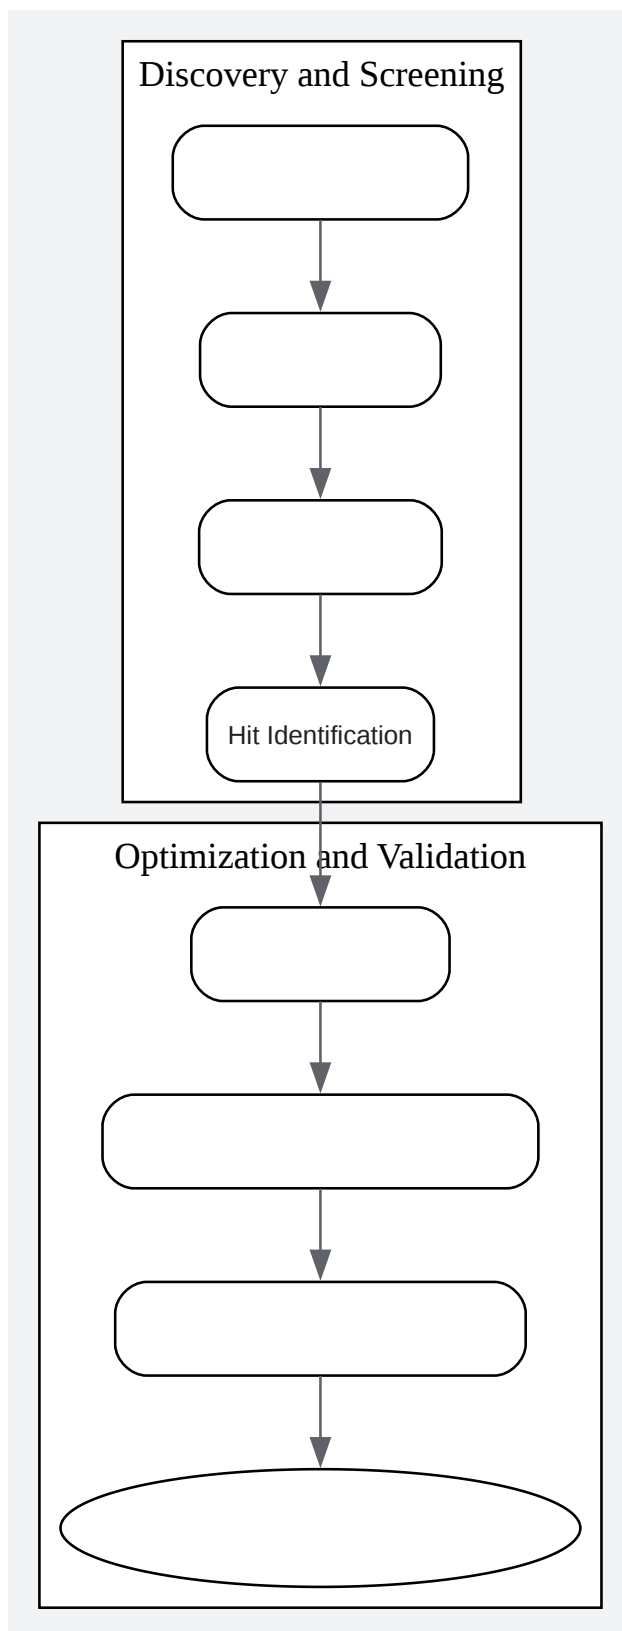 Discovery and Screening
Hit Identification
Optimization and Validation